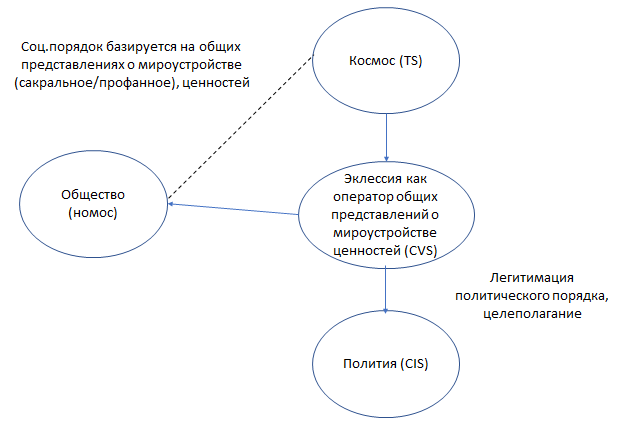 Соц.порядок базируется на общих
представлениях о мироустройстве
(сакральное/профанное), ценностей
Космос (TS)
Эклессия как
оператор общих
представлений о
мироустройстве
ценностей (CVS)
Общество
(номос)
Легитимация
политического порядка,
целеполагание
Полития (CIS)